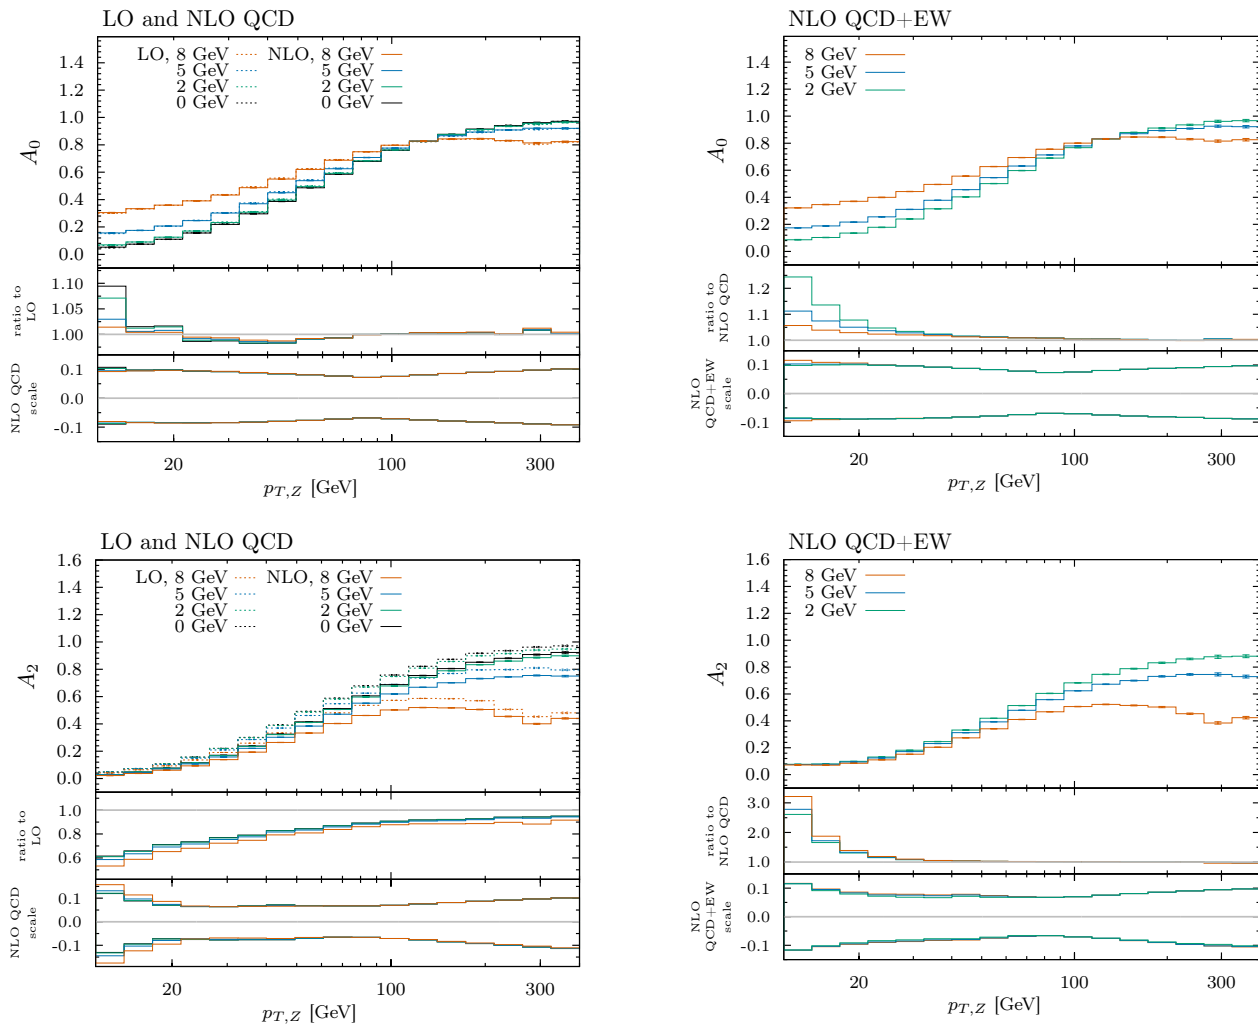 LO and NLO QCD
LO, 8 GeV NLO, 8 GeV
5 GeV 5 GeV
2 GeV 2 GeV
0 GeV 0 GeV
A0
1.4
1.2
1.0
0.8
0.6
0.4
0.2
0.0
ratio to
LO
1.10
1.05
1.00
NLO QCD
scale
0.1
0.0
-0.1
20 100 300
pT,Z [GeV]
NLO QCD+EW
8 GeV
5 GeV
2 GeV
A0
1.4
1.2
1.0
0.8
0.6
0.4
0.2
0.0
ratio to
NLO QCD
1.2
1.1
1.0
NLO
QCD+EW
scale
0.1
0.0
-0.1
20 100 300
pT,Z [GeV]
LO and NLO QCD
LO, 8 GeV NLO, 8 GeV
5 GeV 5 GeV
2 GeV 2 GeV
0 GeV 0 GeV
A2
1.6
1.4
1.2
1.0
0.8
0.6
0.4
0.2
0.0
ratio to
LO
1.0
0.8
0.6
NLO QCD
scale
0.1
0.0
-0.1
20 100 300
pT,Z [GeV]
NLO QCD+EW
8 GeV
5 GeV
2 GeV
A2
1.6
1.4
1.2
1.0
0.8
0.6
0.4
0.2
0.0
ratio to
NLO QCD
3.0
2.0
1.0
NLO
QCD+EW
scale
0.1
0.0
-0.1
20 100 300
pT,Z [GeV]